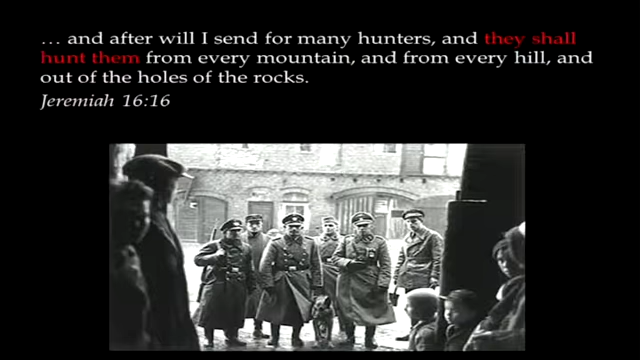 … and after will I send for many hunters, and they shall
hunt them from every mountain, and from every hill, and
out of the holes of the rocks.
Jeremiah 16:16